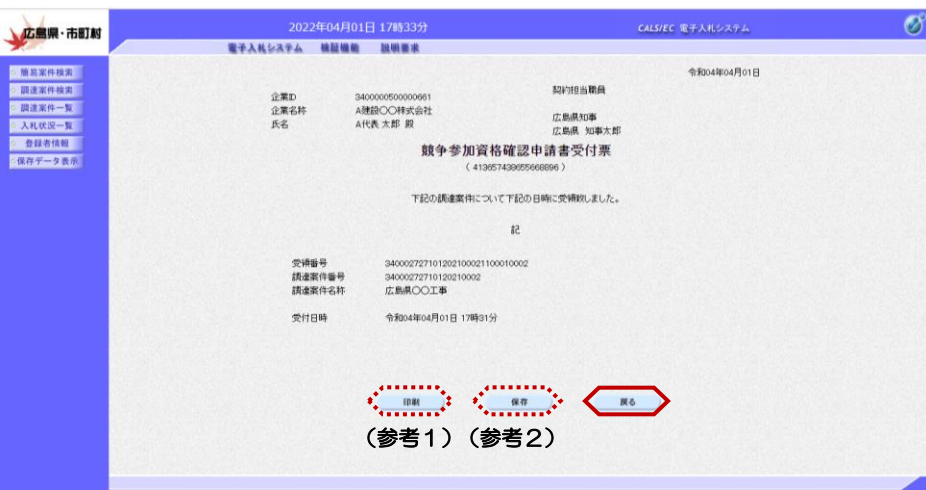 広島県・市町村
2022年04月01日 17時33分
CALS/EC 電子入札システム
電子入札システム 検証機能 説明要求
簡易案件検索
調達案件検索
調達案件一覧
入札状況一覧
登録者情報
保存データ表示
令和04年04月01日
企業ID 3400000500000661
企業名称 A建設〇〇株式会社
氏名 A代表 太郎 殿
契約担当職員
広島県知事
広島県 知事太郎
競争参加資格確認申請書受付票
( 413657439655668896 )
下記の調達案件について下記の日時に受領致しました。
記
受領番号 340002727101202100021100010002
調達案件番号 34000272710120210002
調達案件名称 広島県〇〇工事
受付日時 令和04年04月01日 17時31分
印刷 保存 戻る
(参考1) (参考2)